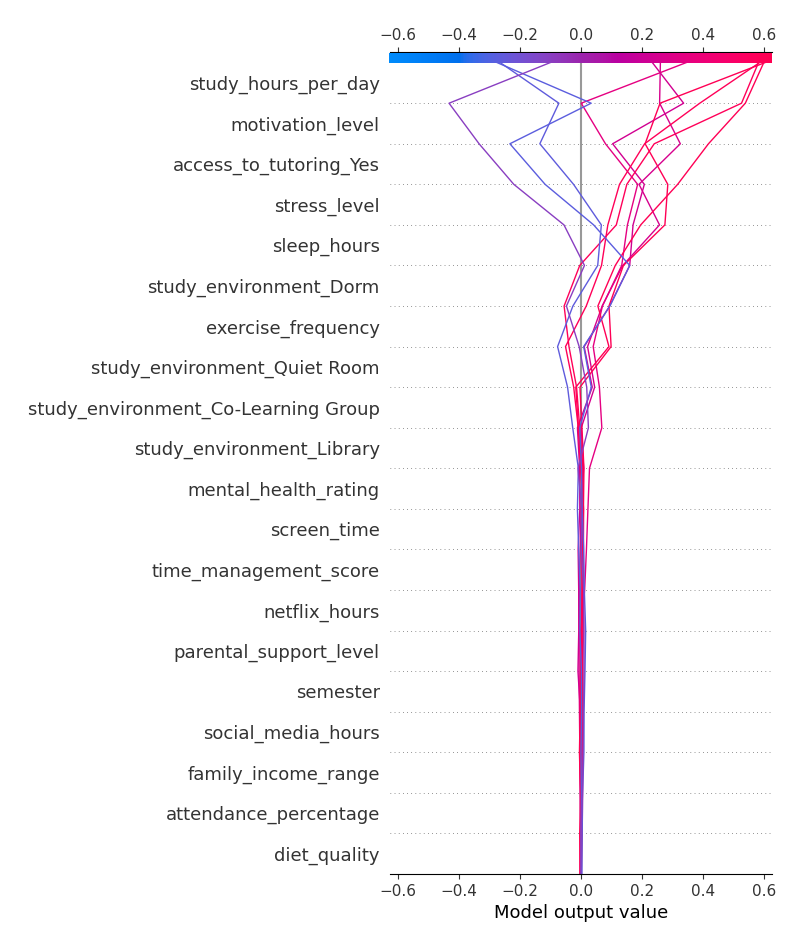 −0.6 −0.4 −0.2 0.0 0.2 0.4 0.6
study_hours_per_day
motivation_level
access_to_tutoring_Yes
stress_level
sleep_hours
study_environment_Dorm
exercise_frequency
study_environment_Quiet Room
study_environment_Co-Learning Group
study_environment_Library
mental_health_rating
screen_time
time_management_score
netflix_hours
parental_support_level
semester
social_media_hours
family_income_range
attendance_percentage
diet_quality
−0.6 −0.4 −0.2 0.0 0.2 0.4 0.6
Model output value